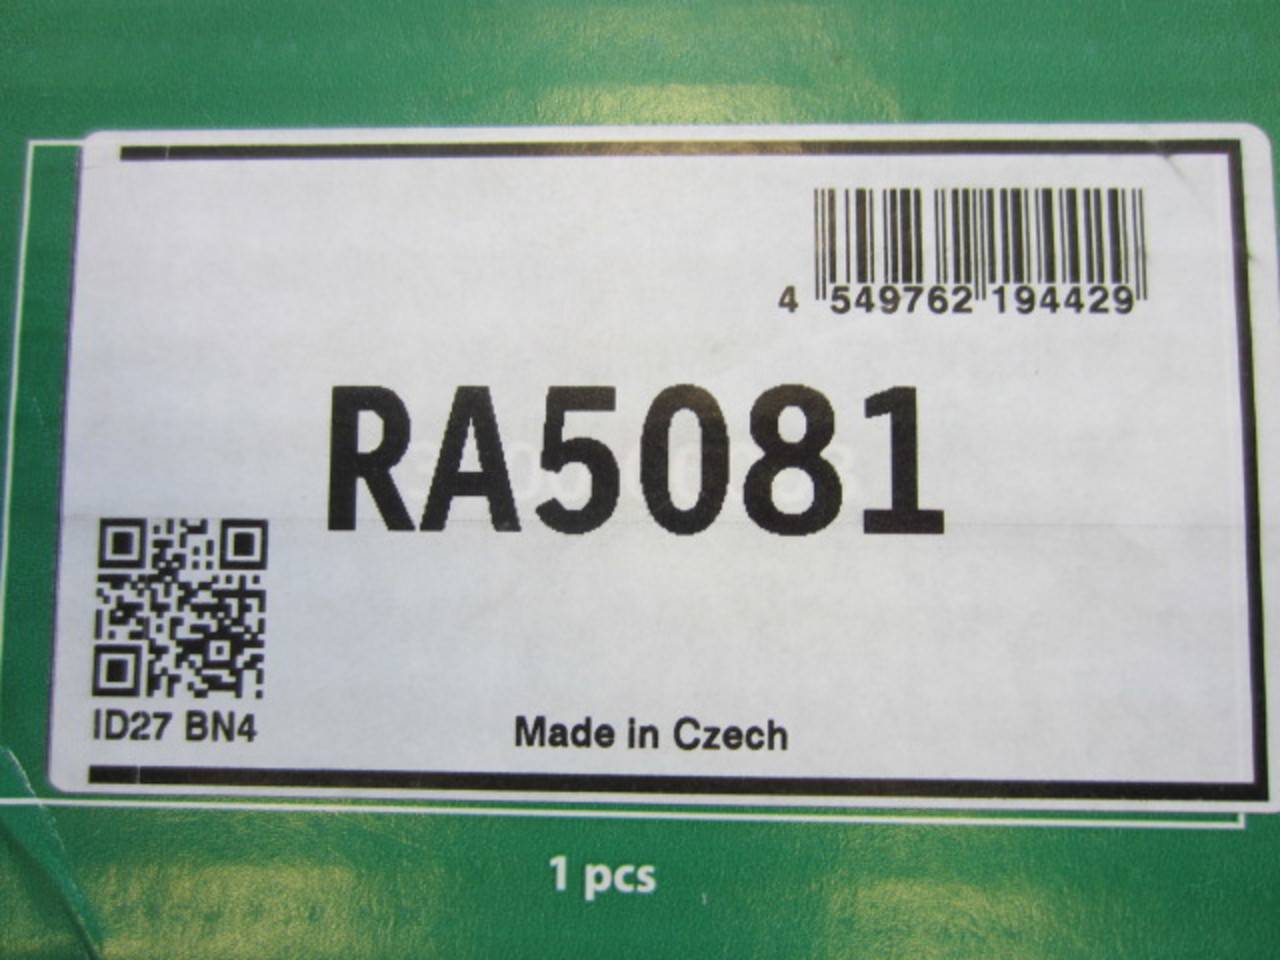 4 549762 194429
RA5081
ID27 BN4
Made in Czech
1 pcs